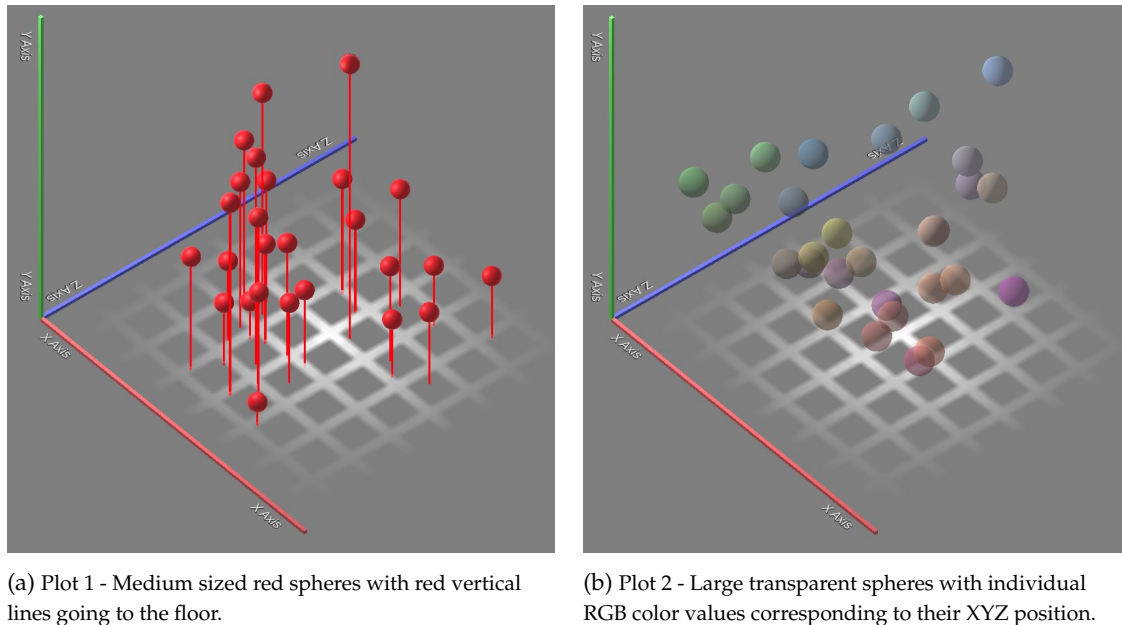 Y Axis
Z Axis
Y Axis
Z Axis
X Axis
X Axis
Y Axis
Z Axis
Y Axis
Z Axis
X Axis
X Axis
(a) Plot 1 - Medium sized red spheres with red vertical
lines going to the floor.
(b) Plot 2 - Large transparent spheres with individual
RGB color values corresponding to their XYZ position.